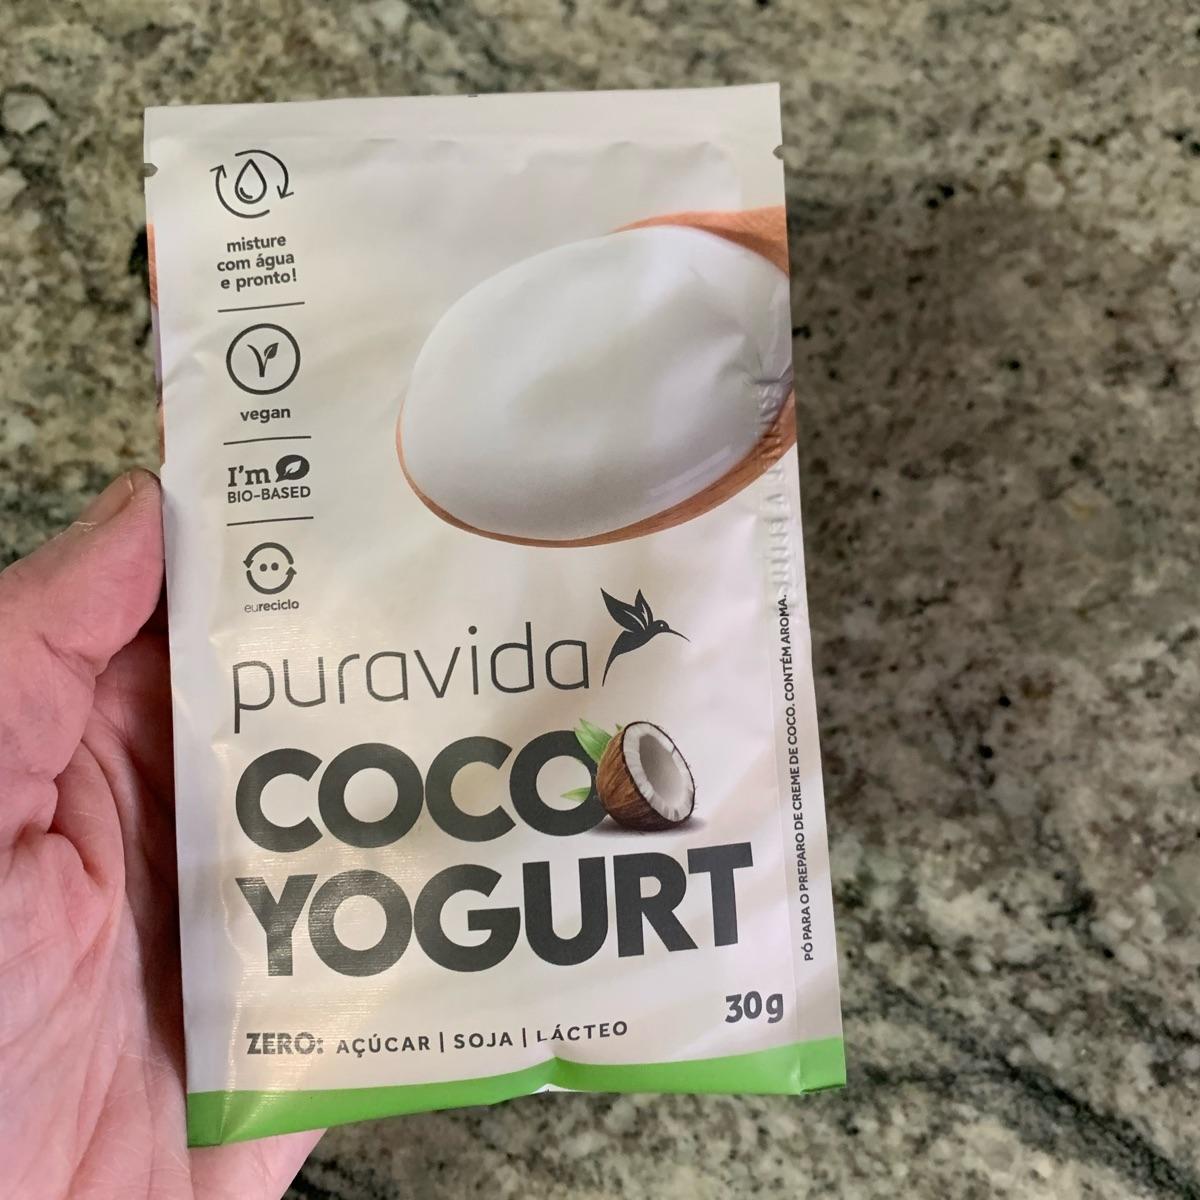 misture
com água
e pronto!
vegan
I'm
BIO-BASED
eureciclo
puravida
COCO
YOGURT
30g
ZERO: AÇÚCAR | SOJA | LÁCTEO
PÓ PARA O PREPARO DE CREME DE COCO. CONTÉM AROMA.